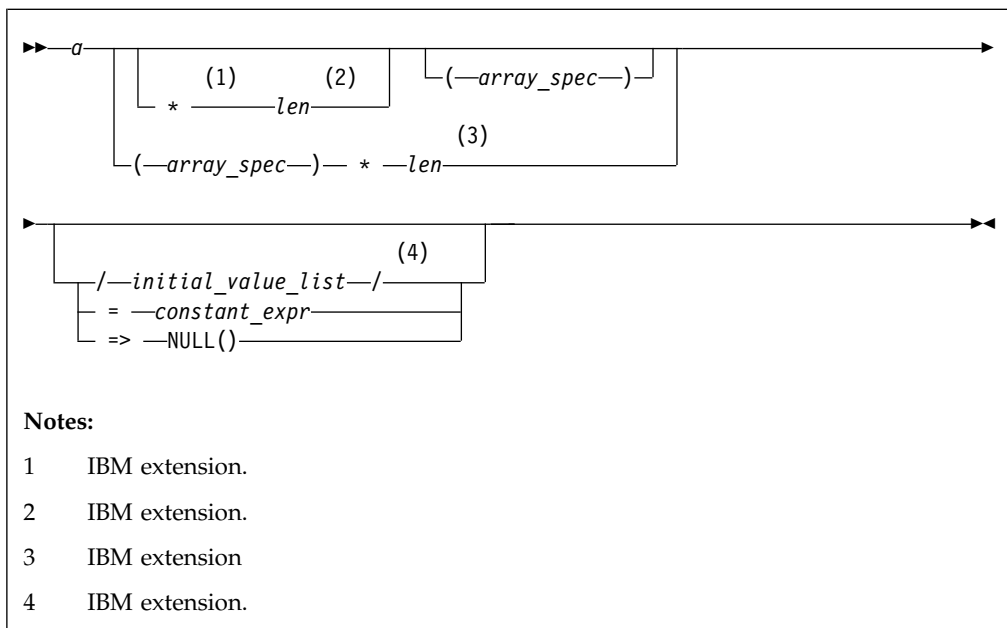 ►►—a
(1) (2) (—array_spec—)
* —len
(3)
(—array_spec—)— * —len
(4)
/—initial_value_list—/
= —constant_expr
=> —NULL()
Notes:
1 IBM extension.
2 IBM extension.
3 IBM extension
4 IBM extension.